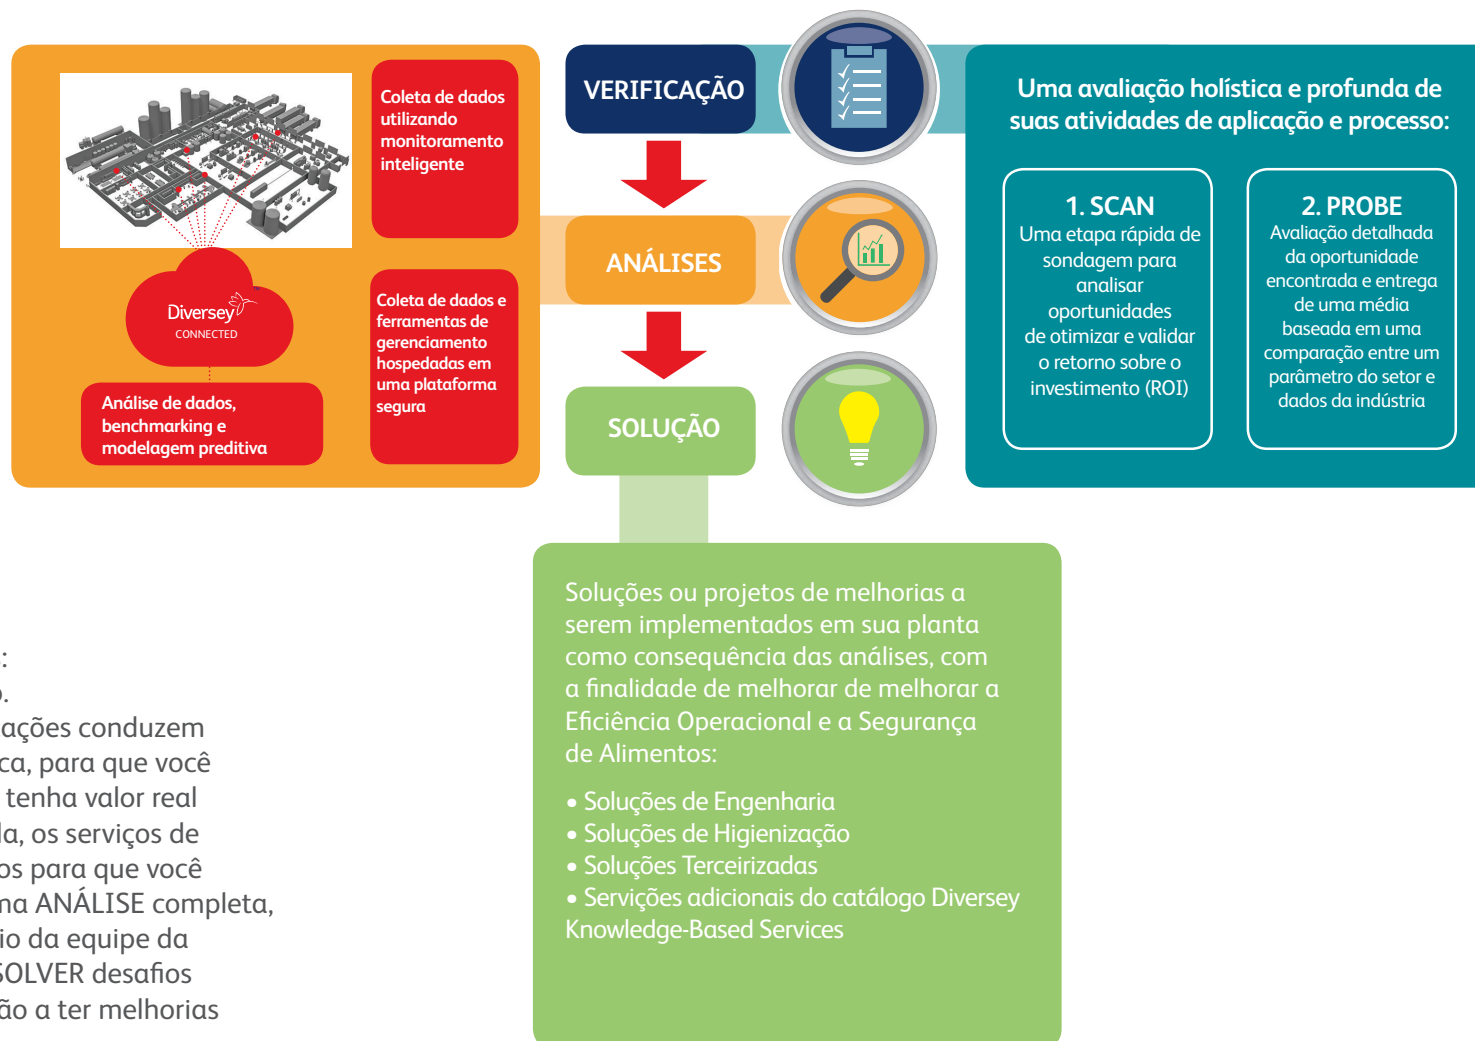 Coleta de dados
utilizando
monitoramento
inteligente
Diversey
CONNECTED
Coleta de dados e
ferramentas de
gerenciamento
hospedadas em
uma plataforma
segura
Análise de dados,
benchmarking e
modelagem preditiva
VERIFICAÇÃO
ANÁLISES
SOLUÇÃO
Uma avaliação holística e profunda de
suas atividades de aplicação e processo:
1. SCAN
Uma etapa rápida de
sondagem para
analisar
oportunidades
de otimizar e validar
o retorno sobre o
investimento (ROI)
2. PROBE
Avaliação detalhada
da oportunidade
encontrada e entrega
de uma média
baseada em uma
comparação entre um
parâmetro do setor e
dados da indústria
Soluções ou projetos de melhorias a
serem implementados em sua planta
como consequência das análises, com
a finalidade de melhorar de melhorar a
Eficiência Operacional e a Segurança
de Alimentos:
• Soluções de Engenharia
• Soluções de Higienização
• Soluções Terceirizadas
• Servições adicionais do catálogo Diversey
Knowledge-Based Services
ações conduzem
ca, para que você
tenha valor real
la, os serviços de
os para que você
ma ANÁLISE completa,
io da equipe da
SOLVER desafios
ão a ter melhorias